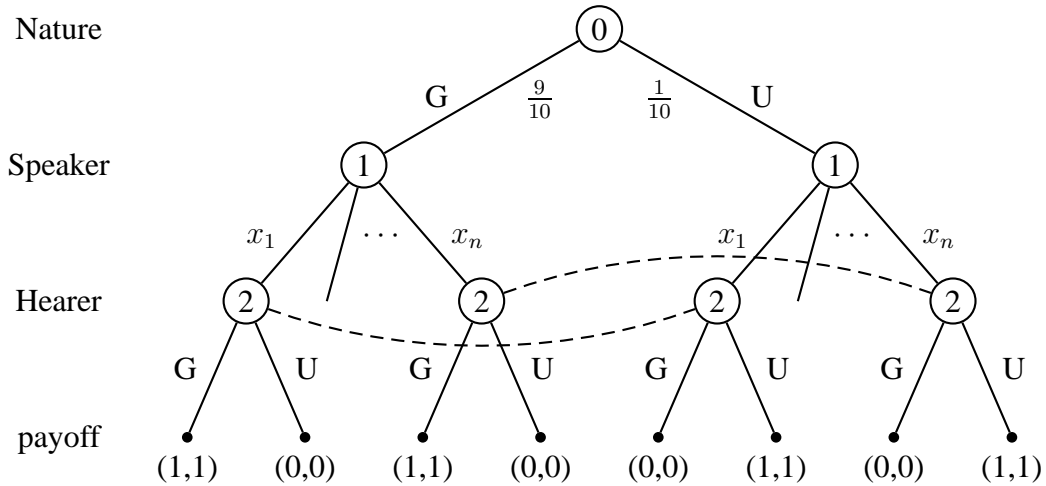 Nature 0
G 9/10 1/10 U
Speaker 1 1
x₁ ··· xₙ x₁ ··· xₙ
Hearer 2 2 2 2
G U G U G U G U
payoff
(1,1) (0,0) (1,1) (0,0) (0,0) (1,1) (0,0) (1,1)